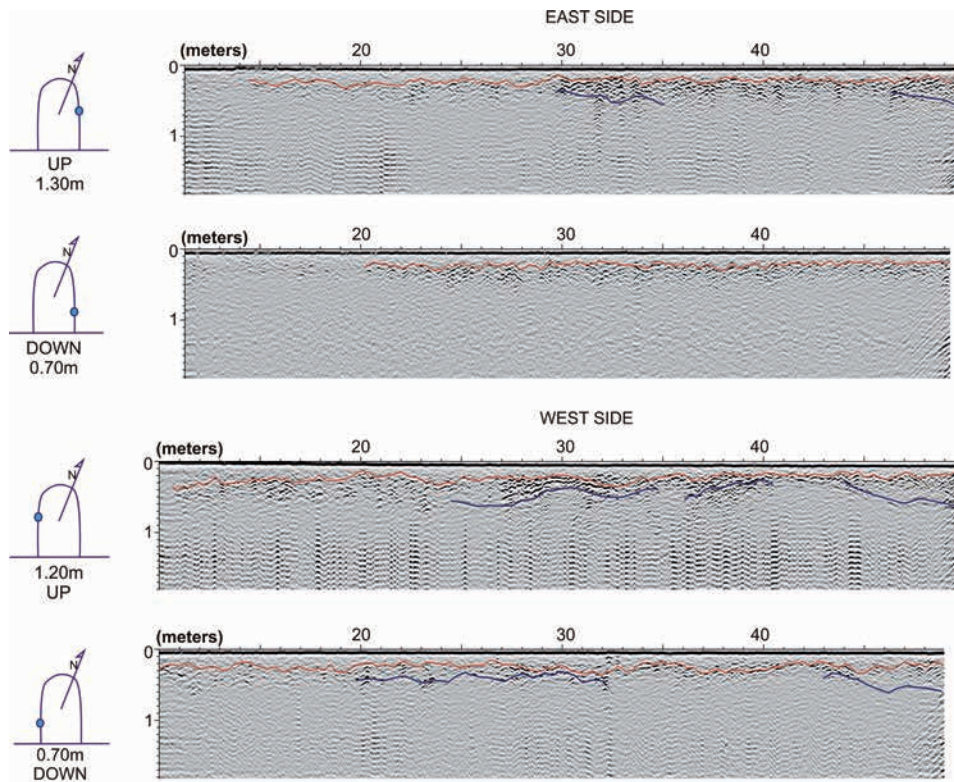 EAST SIDE
(meters) 20 30 40
0
1
N
UP
1.30m
(meters) 20 30 40
0
1
N
DOWN
0.70m
WEST SIDE
(meters) 20 30 40
0
1
N
1.20m
UP
(meters) 20 30 40
0
1
N
0.70m
DOWN